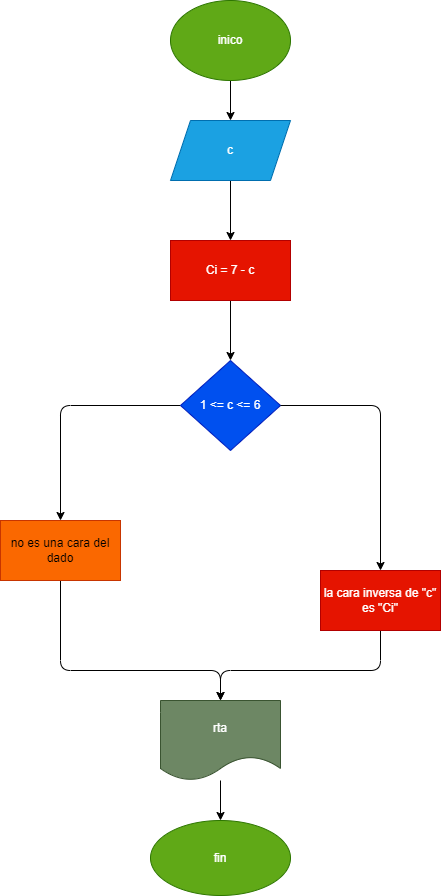 inico
c
Ci = 7 - c
1 <= c <= 6
no es una cara del
dado
la cara inversa de "c"
es "Ci"
rta
fin